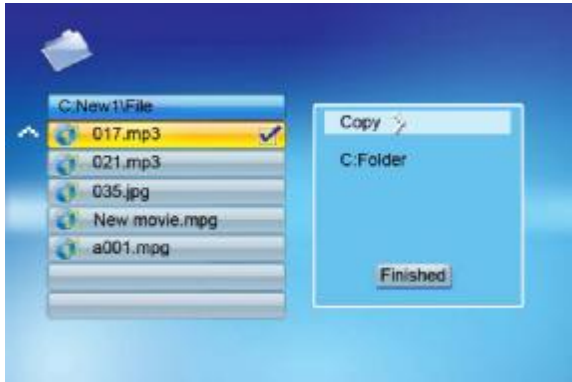 C:New1\File
017.mp3
021.mp3
035.jpg
New movie.mpg
a001.mpg
Copy
C:Folder
Finished